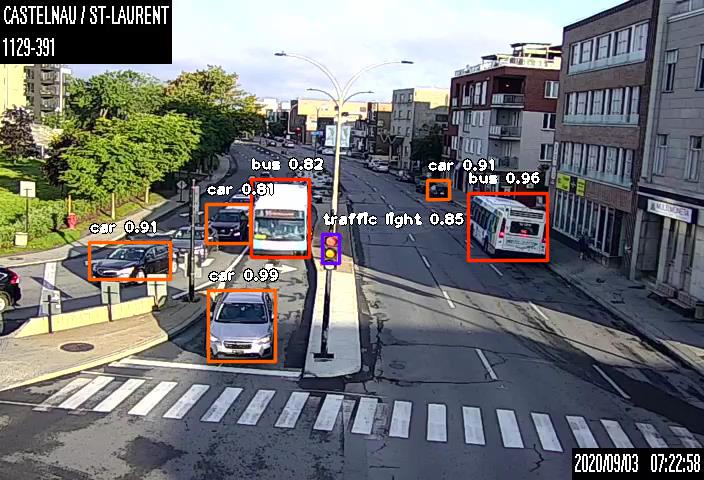 CASTELNAU / ST-LAURENT
1129-391
bus 0.82
car 0.91
car 0.81
bus 0.96
traffic light 0.85
car 0.91
car 0.99
2020/09/03 07:22:58